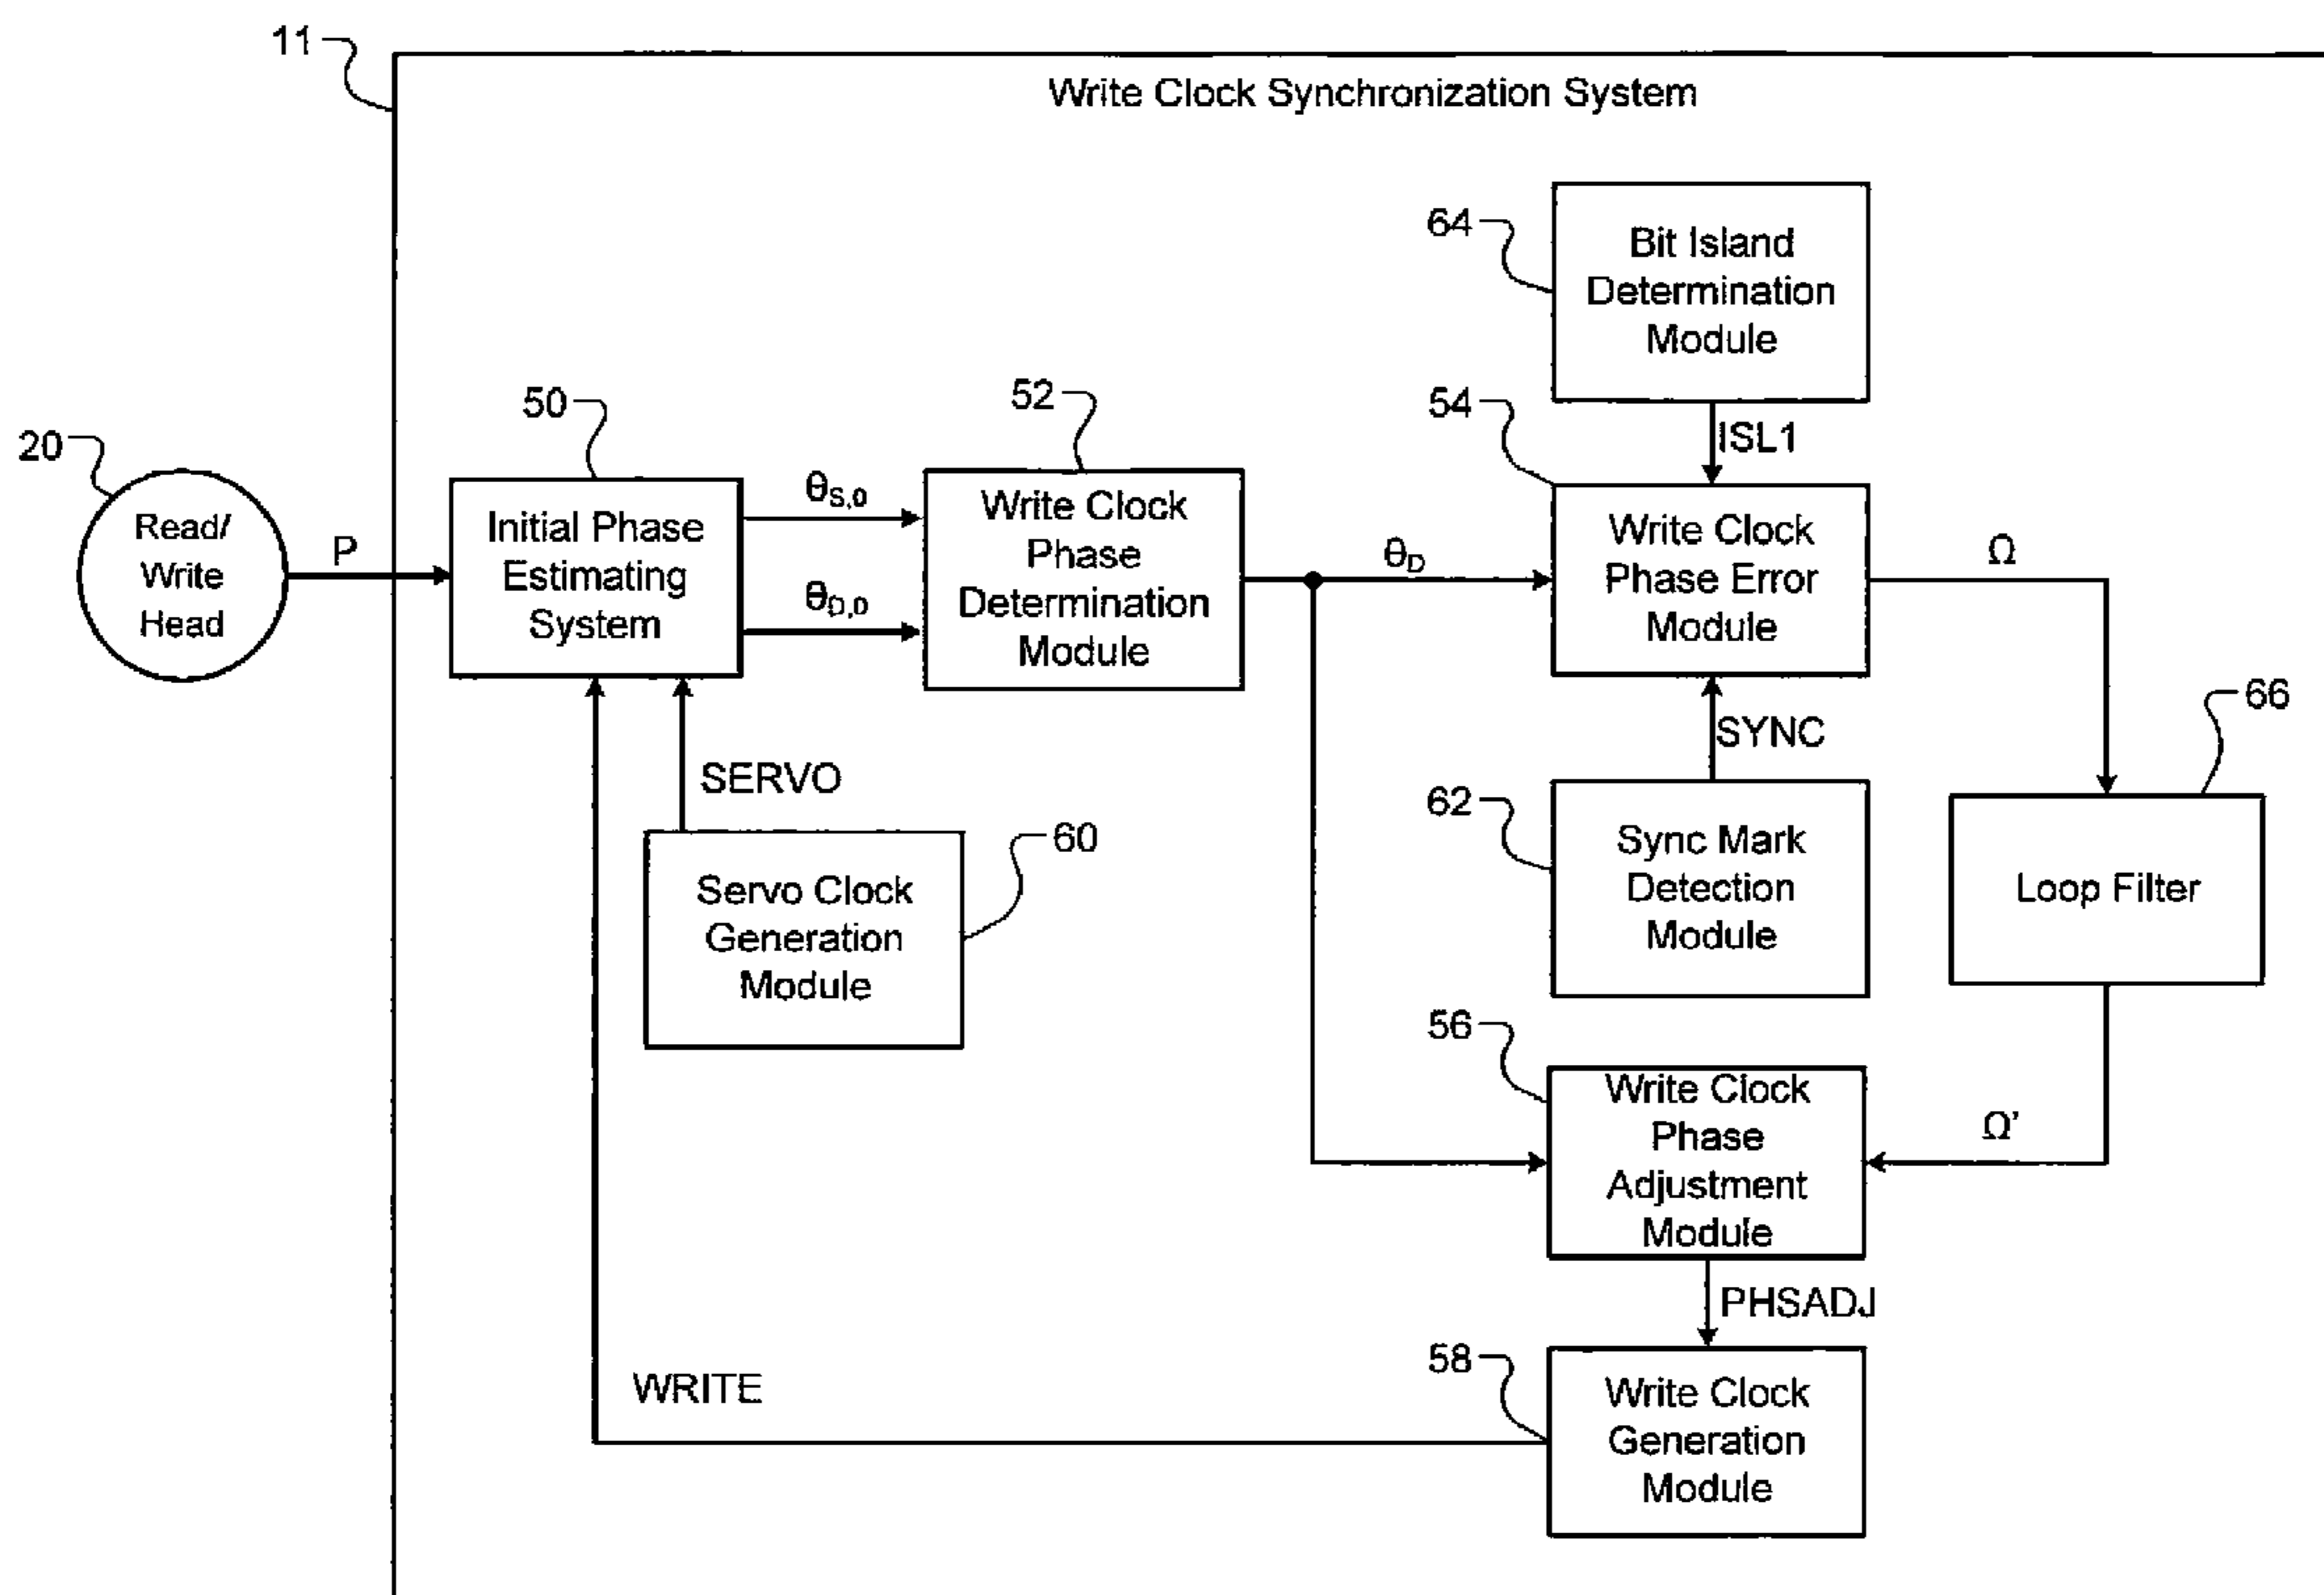 11
Write Clock Synchronization System
64
Bit Island
Determination
Module
ISL1
20
Read/
Write
Head
P
50
Initial Phase
Estimating
System
θS,0
θD,0
52
Write Clock
Phase
Determination
Module
θD
54
Write Clock
Phase Error
Module
Ω
SYNC
62
Sync Mark
Detection
Module
66
Loop Filter
SERVO
60
Servo Clock
Generation
Module
56
Write Clock
Phase
Adjustment
Module
Ω'
PHSADJ
58
Write Clock
Generation
Module
WRITE